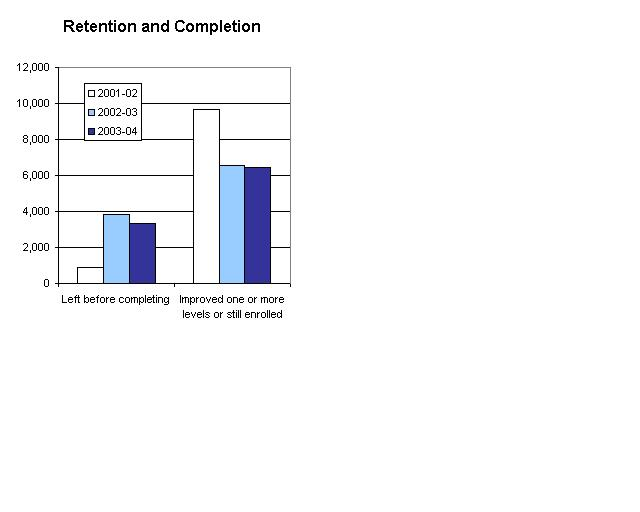 Retention and Completion
12,000
10,000
8,000
6,000
4,000
2,000
0
2001-02
2002-03
2003-04
Left before completing
Improved one or more
levels or still enrolled